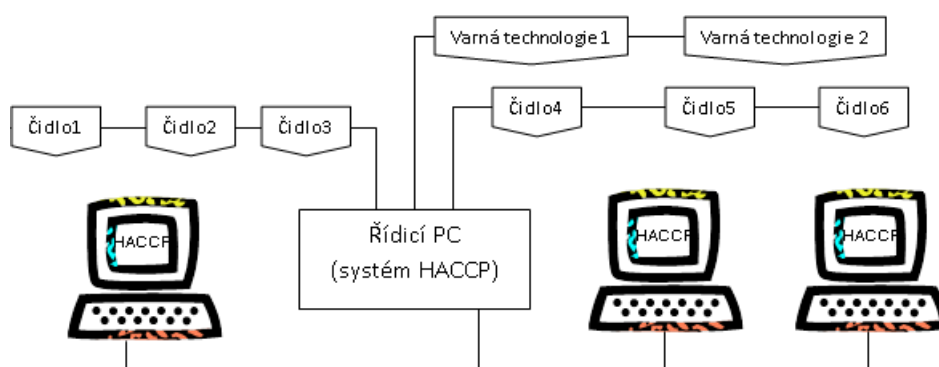 Varná technologie 1
Varná technologie 2
Čidlo1
Čidlo2
Čidlo3
Čidlo4
Čidlo5
Čidlo6
HACCP
Řídicí PC
(systém HACCP)
HACCP
HACCP